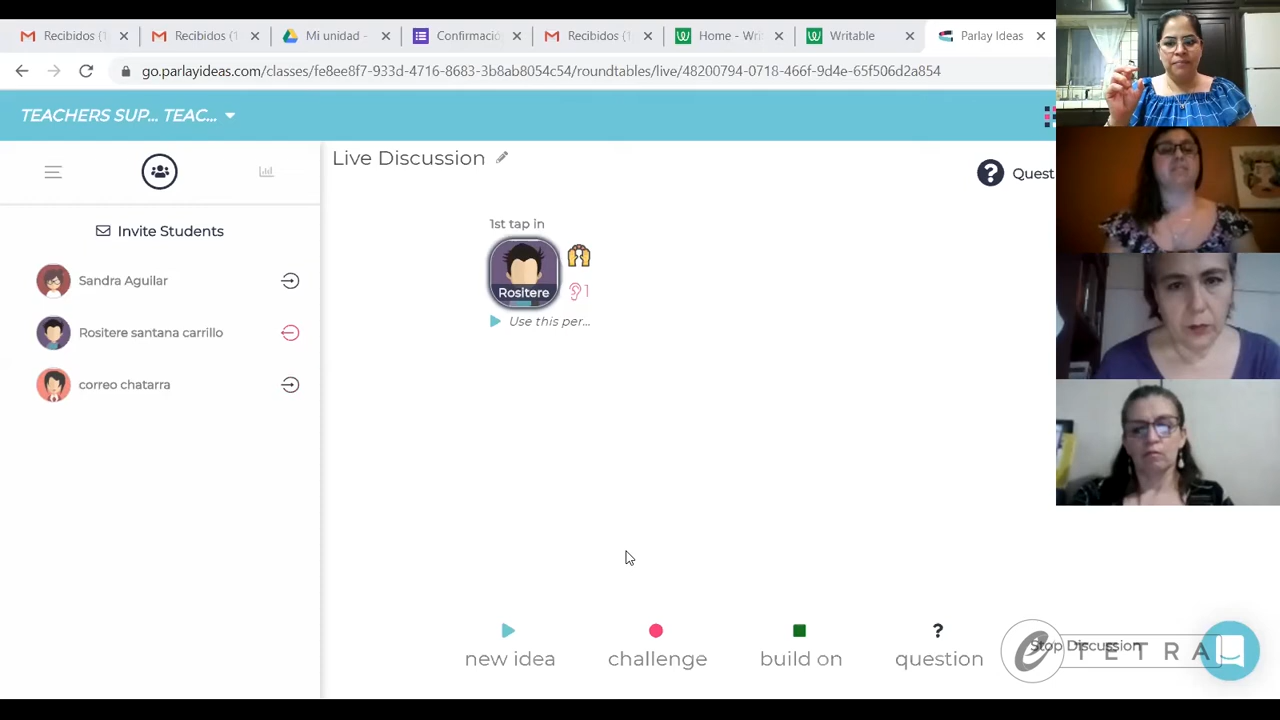 Recibidos (1
Recibidos (1
Mi unidad -
Confirmaci
Recibidos (1
Home - Wri
Writable
Parlay Ideas
go.parlayideas.com/classes/fe8ee8f7-933d-4716-8683-3b8ab8054c54/roundtables/live/48200794-0718-466f-9d4e-65f506d2a854
TEACHERS SUP... TEAC...
Live Discussion
? Quest
Invite Students
1st tap in
Sandra Aguilar
Rositere
1
Use this per...
Rositere santana carrillo
correo chatarra
?
new idea
challenge
build on
question
Stop Discussion
e TETRA